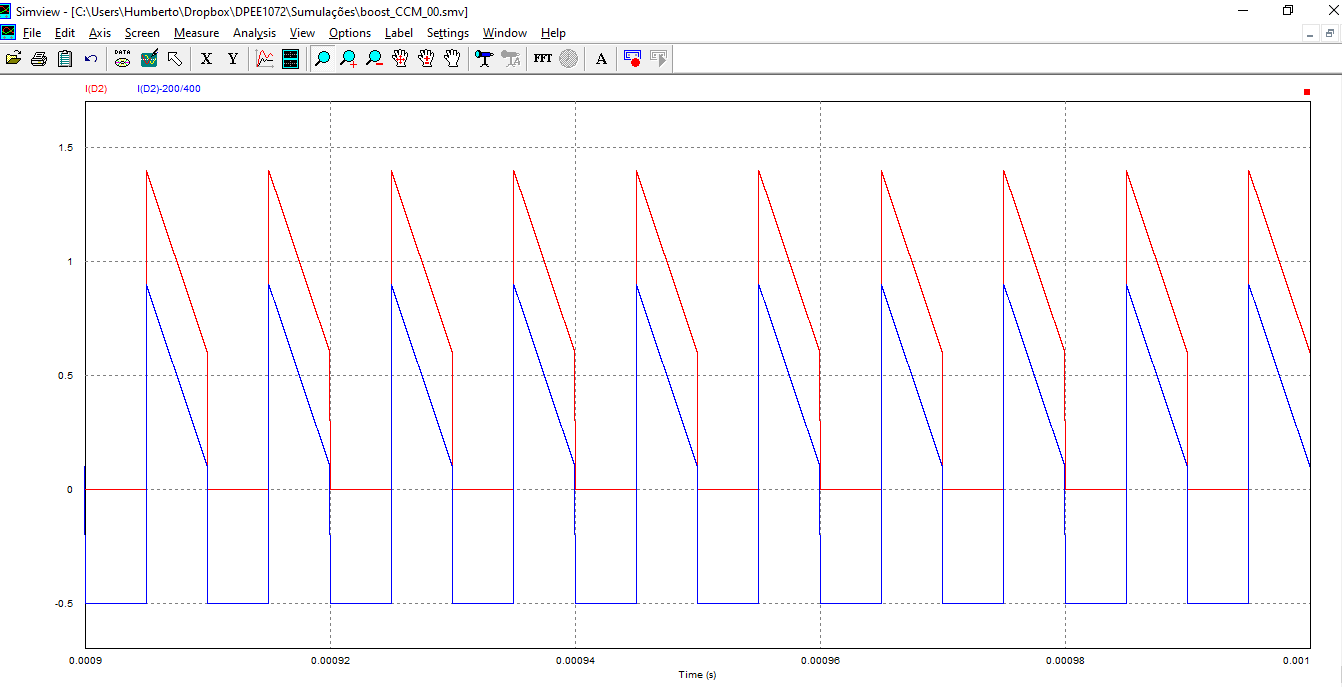 Simview - [C:\Users\Humberto\Dropbox\DPEE1072\Sumulações\boost_CCM_00.smv]
File Edit Axis Screen Measure Analysis View Options Label Settings Window Help
DATA X Y FFT A
I(D2) I(D2)-200/400
1.5
1
0.5
0
-0.5
0.0009 0.00092 0.00094 0.00096 0.00098 0.001
Time (s)